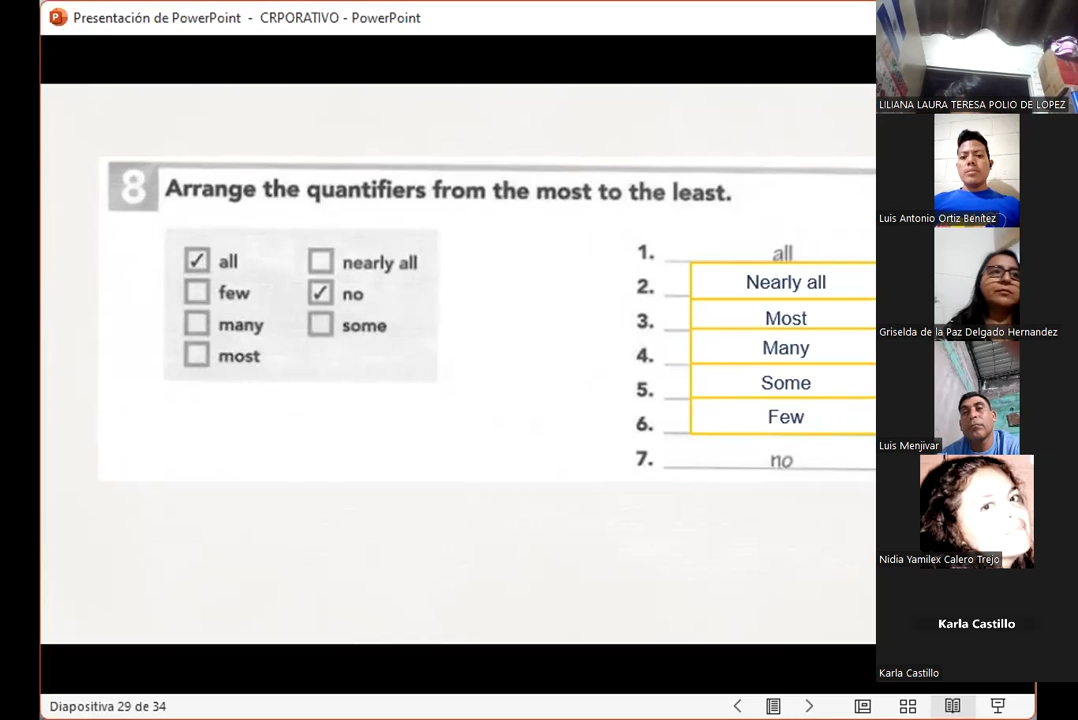 Presentación de PowerPoint - CRPORATIVO - PowerPoint
8 Arrange the quantifiers from the most to the least.
✓ all
few
many
most
nearly all
✓ no
some
1. all
2. Nearly all
3. Most
4. Many
5. Some
6. Few
7. no
LILIANA LAURA TERESA POLIO DE LOPEZ
Luis Antonio Ortiz Benítez
Griselda de la Paz Delgado Hernandez
Luis Menjivar
Nidia Yamilex Calero Trejo
Karla Castillo
Karla Castillo
Diapositiva 29 de 34